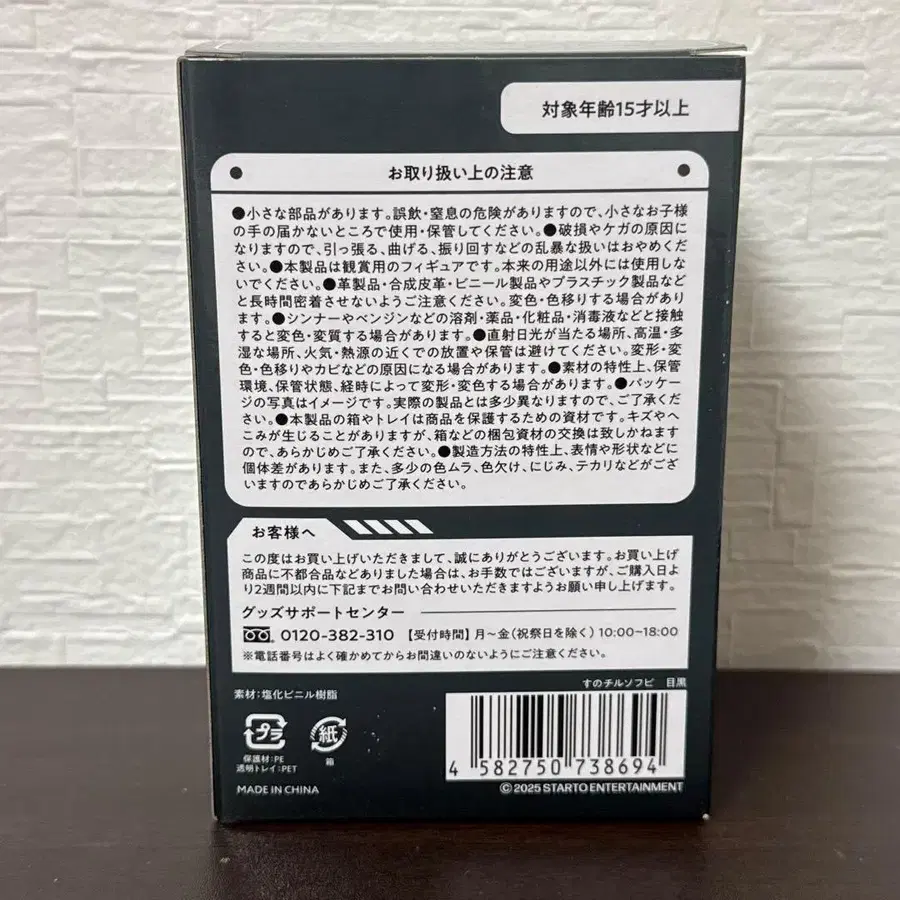 対象年齢15才以上
お取り扱い上の注意
●小さな部品があります。誤飲・窒息の危険がありますので、小さなお子様
の手の届かないところで使用・保管してください。●破損やケガの原因に
なりますので、引っ張る、曲げる、振り回すなどの乱暴な扱いはおやめくだ
さい。●本製品は観賞用のフィギュアです。本来の用途以外には使用しな
いでください。●革製品・合成皮革・ビニール製品やプラスチック製品など
と長時間密着させないようご注意ください。変色・色移りする場合がありま
す。●シンナーやベンジンなどの溶剤・薬品・化粧品・消毒液などと接触
すると変色・変質する場合があります。●直射日光が当たる場所、高温・多
湿な場所、火気・熱源の近くでの放置や保管は避けてください。変形・変
色・色移りやカビなどの原因になる場合があります。●素材の特性上、保管
環境、保管状態、経時によって変形・変色する場合があります。●パッケー
ジの写真はイメージです。実際の製品とは多少異なりますので、ご了承くだ
さい。●本製品の箱やトレイは商品を保護するための資材です。キズやへ
こみが生じることがありますが、箱などの梱包資材の交換は致しかねます
ので、あらかじめご了承ください。●製造方法の特性上、表情や形状などに
個体差があります。また、多少の色ムラ、色欠け、にじみ、テカリなどがござ
いますのであらかじめご了承ください。
お客様へ
この度はお買い上げいただきまして、誠にありがとうございます。お買い上げ
商品に不都合品などありました場合は、お手数ではございますが、ご購入日よ
り2週間以内に下記までお問い合わせいただきますようお願い申し上げます。
グッズサポートセンター
0120-382-310 【受付時間】月～金(祝祭日を除く)10:00~18:00
※電話番号はよく確かめてからお間違いのないようにご注意ください。
素材:塩化ビニル樹脂
すのチルソフビ 目黒
プラ
紙
保護材:PE
透明トレイ:PET
箱
4 582750 738694
MADE IN CHINA
©2025 STARTO ENTERTAINMENT